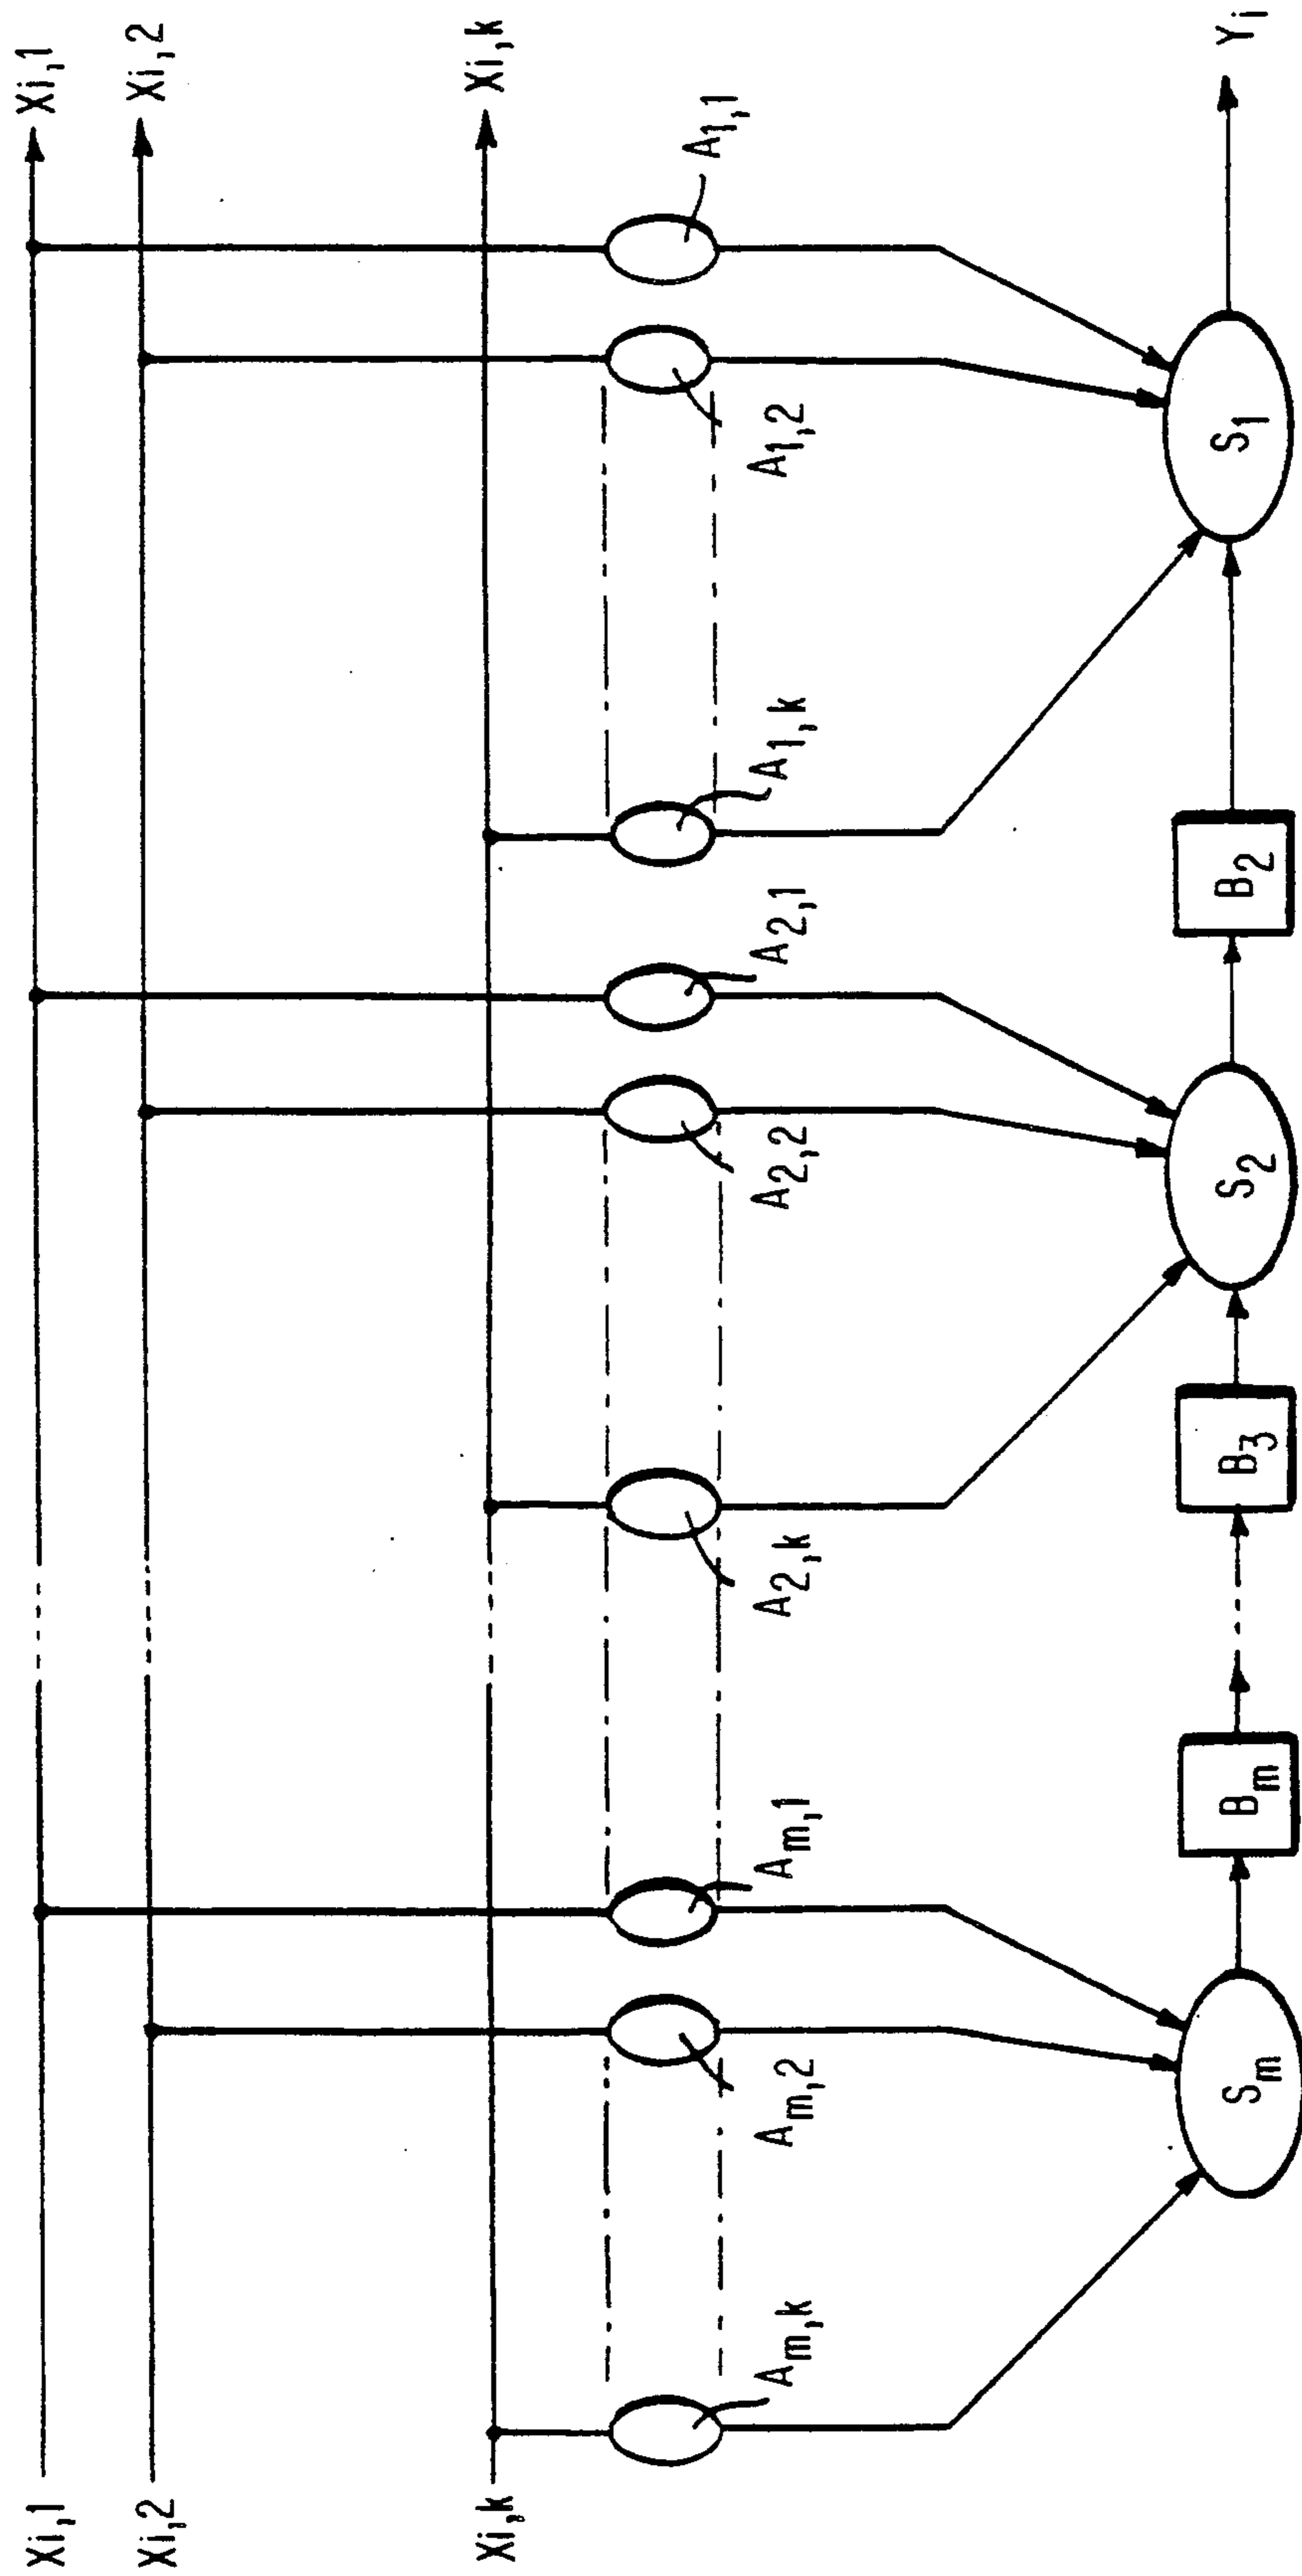 Xi,1 Xi,1
Xi,2 Xi,2
Xi,k Xi,k
Am,k Am,2 Am,1 A2,k A2,2 A2,1 A1,k A1,2 A1,1
Sm Bm B3 S2 B2 S1 Yi